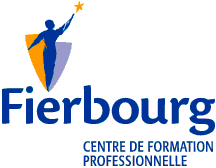 Fierbourg
CENTRE DE FORMATION
PROFESSIONNELLE